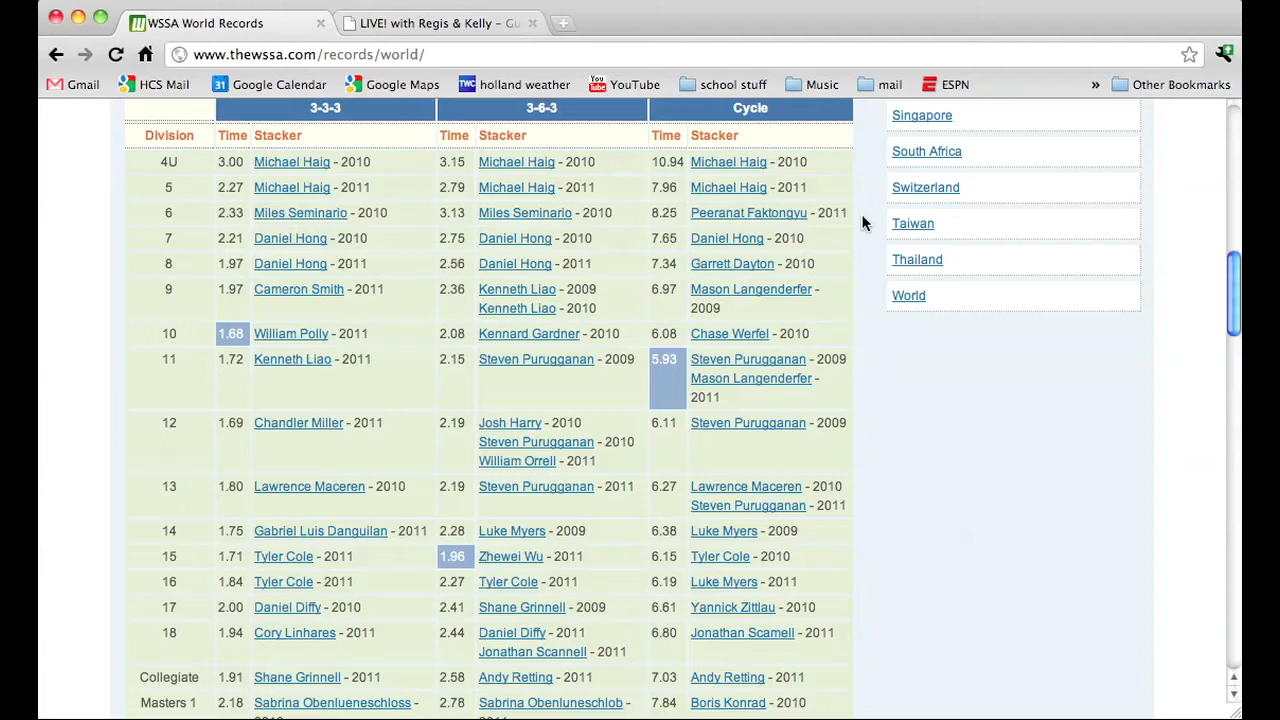 WSSA World Records
LIVE! with Regis & Kelly – Gu
www.thewssa.com/records/world/
Gmail HCS Mail Google Calendar Google Maps holland weather YouTube school stuff Music mail ESPN » Other Bookmarks
3-3-3 3-6-3 Cycle
Division Time Stacker Time Stacker Time Stacker
4U 3.00 Michael Haig - 2010 3.15 Michael Haig - 2010 10.94 Michael Haig - 2010
5 2.27 Michael Haig - 2011 2.79 Michael Haig - 2011 7.96 Michael Haig - 2011
6 2.33 Miles Seminario - 2010 3.13 Miles Seminario - 2010 8.25 Peeranat Faktongyu - 2011
7 2.21 Daniel Hong - 2010 2.75 Daniel Hong - 2010 7.65 Daniel Hong - 2010
8 1.97 Daniel Hong - 2011 2.56 Daniel Hong - 2011 7.34 Garrett Dayton - 2010
9 1.97 Cameron Smith - 2011 2.36 Kenneth Liao - 2009 6.97 Mason Langenderfer -
Kenneth Liao - 2010 2009
10 1.68 William Polly - 2011 2.08 Kennard Gardner - 2010 6.08 Chase Werfel - 2010
11 1.72 Kenneth Liao - 2011 2.15 Steven Purugganan - 2009 5.93 Steven Purugganan - 2009
Mason Langenderfer -
2011
12 1.69 Chandler Miller - 2011 2.19 Josh Harry - 2010 6.11 Steven Purugganan - 2009
Steven Purugganan - 2010
William Orrell - 2011
13 1.80 Lawrence Maceren - 2010 2.19 Steven Purugganan - 2011 6.27 Lawrence Maceren - 2010
Steven Purugganan - 2011
14 1.75 Gabriel Luis Danguilan - 2011 2.28 Luke Myers - 2009 6.38 Luke Myers - 2009
15 1.71 Tyler Cole - 2011 1.96 Zhewei Wu - 2011 6.15 Tyler Cole - 2010
16 1.84 Tyler Cole - 2011 2.27 Tyler Cole - 2011 6.19 Luke Myers - 2011
17 2.00 Daniel Diffy - 2010 2.41 Shane Grinnell - 2009 6.61 Yannick Zittlau - 2010
18 1.94 Cory Linhares - 2011 2.44 Daniel Diffy - 2011 6.80 Jonathan Scamell - 2011
Jonathan Scannell - 2011
Collegiate 1.91 Shane Grinnell - 2011 2.58 Andy Retting - 2011 7.03 Andy Retting - 2011
Masters 1 2.18 Sabrina Obenlueneschloss - 2.78 Sabrina Obenluneschlob - 7.84 Boris Konrad - 2010
Singapore
South Africa
Switzerland
Taiwan
Thailand
World